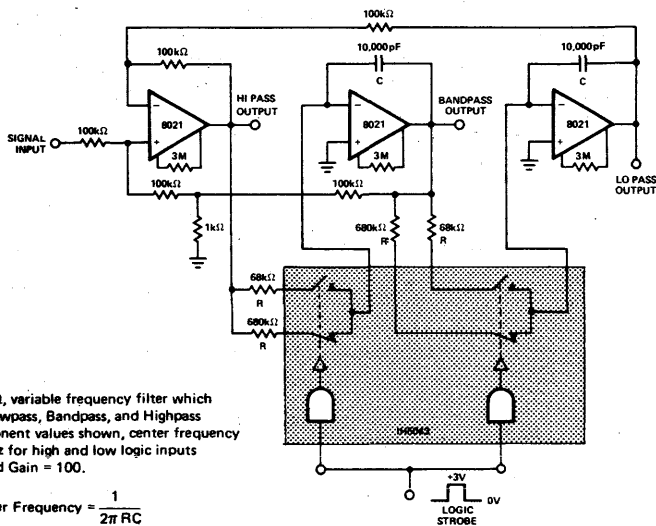 100kΩ
100kΩ
10,000pF
C
10,000pF
C
HI PASS
OUTPUT
BANDPASS
OUTPUT
8021
8021
8021
SIGNAL
INPUT
100kΩ
3M
3M
3M
LO PASS
OUTPUT
100kΩ
100kΩ
1kΩ
680kΩ
R
68kΩ
R
68kΩ
R
680kΩ
R
, variable frequency filter which
wpass, Bandpass, and Highpass
onent values shown, center frequency
z for high and low logic inputs
d Gain = 100.
er Frequency = 1
2π RC
+3V
0V
LOGIC
STROBE